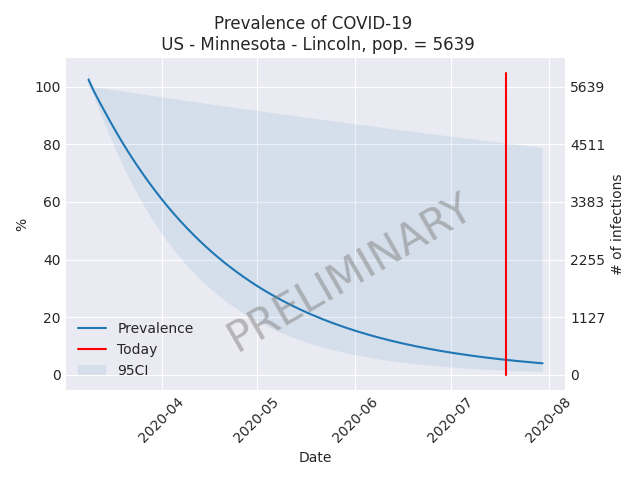 Prevalence of COVID-19
US - Minnesota - Lincoln, pop. = 5639
100
80
60
40
20
0
%
5639
4511
3383
2255
1127
0
# of infections
PRELIMINARY
Prevalence
Today
95CI
2020-04
2020-05
2020-06
2020-07
2020-08
Date